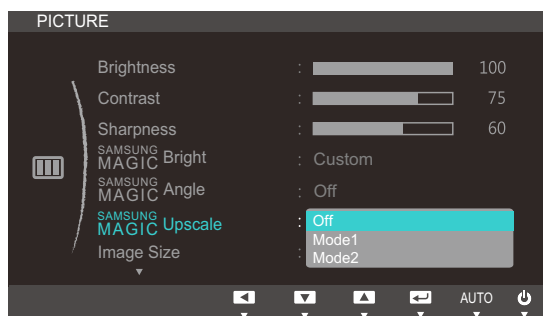 PICTURE
Brightness : 100
Contrast : 75
Sharpness : 60
SAMSUNG MAGIC Bright : Custom
SAMSUNG MAGIC Angle : Off
SAMSUNG MAGIC Upscale : Off
Mode1
Image Size : Mode2
AUTO